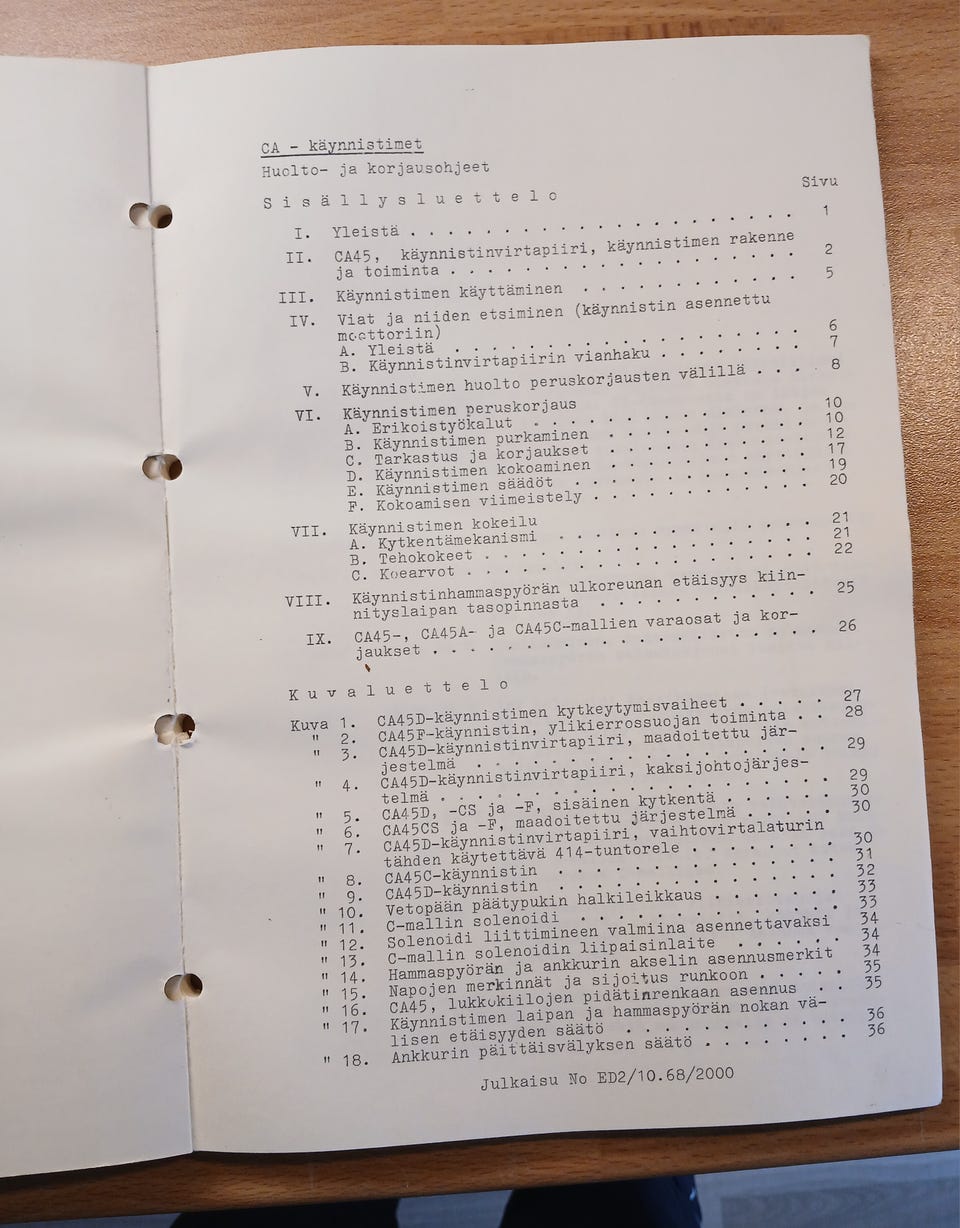 CA - käynnistimet
Huolto- ja korjausohjeet
Sisällysluettelo Sivu
I. Yleistä . . . . . . . . . . . . . . . . . . . . 1
II. CA45, käynnistinvirtapiiri, käynnistimen rakenne
ja toiminta . . . . . . . . . . . . . . . . . . 2
III. Käynnistimen käyttäminen . . . . . . . . . . . 5
IV. Viat ja niiden etsiminen (käynnistin asennettu
moottoriin)
A. Yleistä . . . . . . . . . . . . . . . . . . 6
B. Käynnistinvirtapiirin vianhaku . . . . . . . 7
V. Käynnistimen huolto peruskorjausten välillä . . . . 8
VI. Käynnistimen peruskorjaus
A. Erikoistyökalut . . . . . . . . . . . . . . 10
B. Käynnistimen purkaminen . . . . . . . . . . 10
C. Tarkastus ja korjaukset . . . . . . . . . . 12
D. Käynnistimen kokoaminen . . . . . . . . . . 17
E. Käynnistimen säädöt . . . . . . . . . . . . 19
F. Kokoamisen viimeistely . . . . . . . . . . . 20
VII. Käynnistimen kokeilu
A. Kytkentämekanismi . . . . . . . . . . . . . 21
B. Tehokokeet . . . . . . . . . . . . . . . . 21
C. Koearvot . . . . . . . . . . . . . . . . . 22
VIII. Käynnistinhammaspyörän ulkoreunan etäisyys kiin-
nityslaipan tasopinnasta . . . . . . . . . . 25
IX. CA45-, CA45A- ja CA45C-mallien varaosat ja kor-
jaukset . . . . . . . . . . . . . . . . . . 26
Kuvaluettelo
Kuva 1. CA45D-käynnistimen kytkeytymisvaiheet . . . . . 27
" 2. CA45F-käynnistin, ylikierrossuojan toiminta . . 28
" 3. CA45D-käynnistinvirtapiiri, maadoitettu jär-
jestelmä . . . . . . . . . . . . . . . . . 29
" 4. CA45D-käynnistinvirtapiiri, kaksijohtojärjes-
telmä . . . . . . . . . . . . . . . . . . . 29
" 5. CA45D, -CS ja -F, sisäinen kytkentä . . . . . . 30
" 6. CA45CS ja -F, maadoitettu järjestelmä . . . . . 30
" 7. CA45D-käynnistinvirtapiiri, vaihtovirtalaturin
tähden käytettävä 414-tuntorele . . . . . . . 30
" 8. CA45C-käynnistin . . . . . . . . . . . . . 31
" 9. CA45D-käynnistin . . . . . . . . . . . . . 32
" 10. Vetopään päätypukin halkileikkaus . . . . . . 33
" 11. C-mallin solenoidi . . . . . . . . . . . . 33
" 12. Solenoidi liittimineen valmiina asennettavaksi 34
" 13. C-mallin solenoidin liipaisinlaite . . . . . . 34
" 14. Hammaspyörän ja ankkurin akselin asennusmerkit 34
" 15. Napojen merkinnät ja sijoitus runkoon . . . . . 35
" 16. CA45, lukkokiilojen pidätinrenkaan asennus . . 35
" 17. Käynnistimen laipan ja hammaspyörän nokan vä-
lisen etäisyyden säätö . . . . . . . . . . . 36
" 18. Ankkurin päittäisvälyksen säätö . . . . . . . . 36
Julkaisu No ED2/10.68/2000